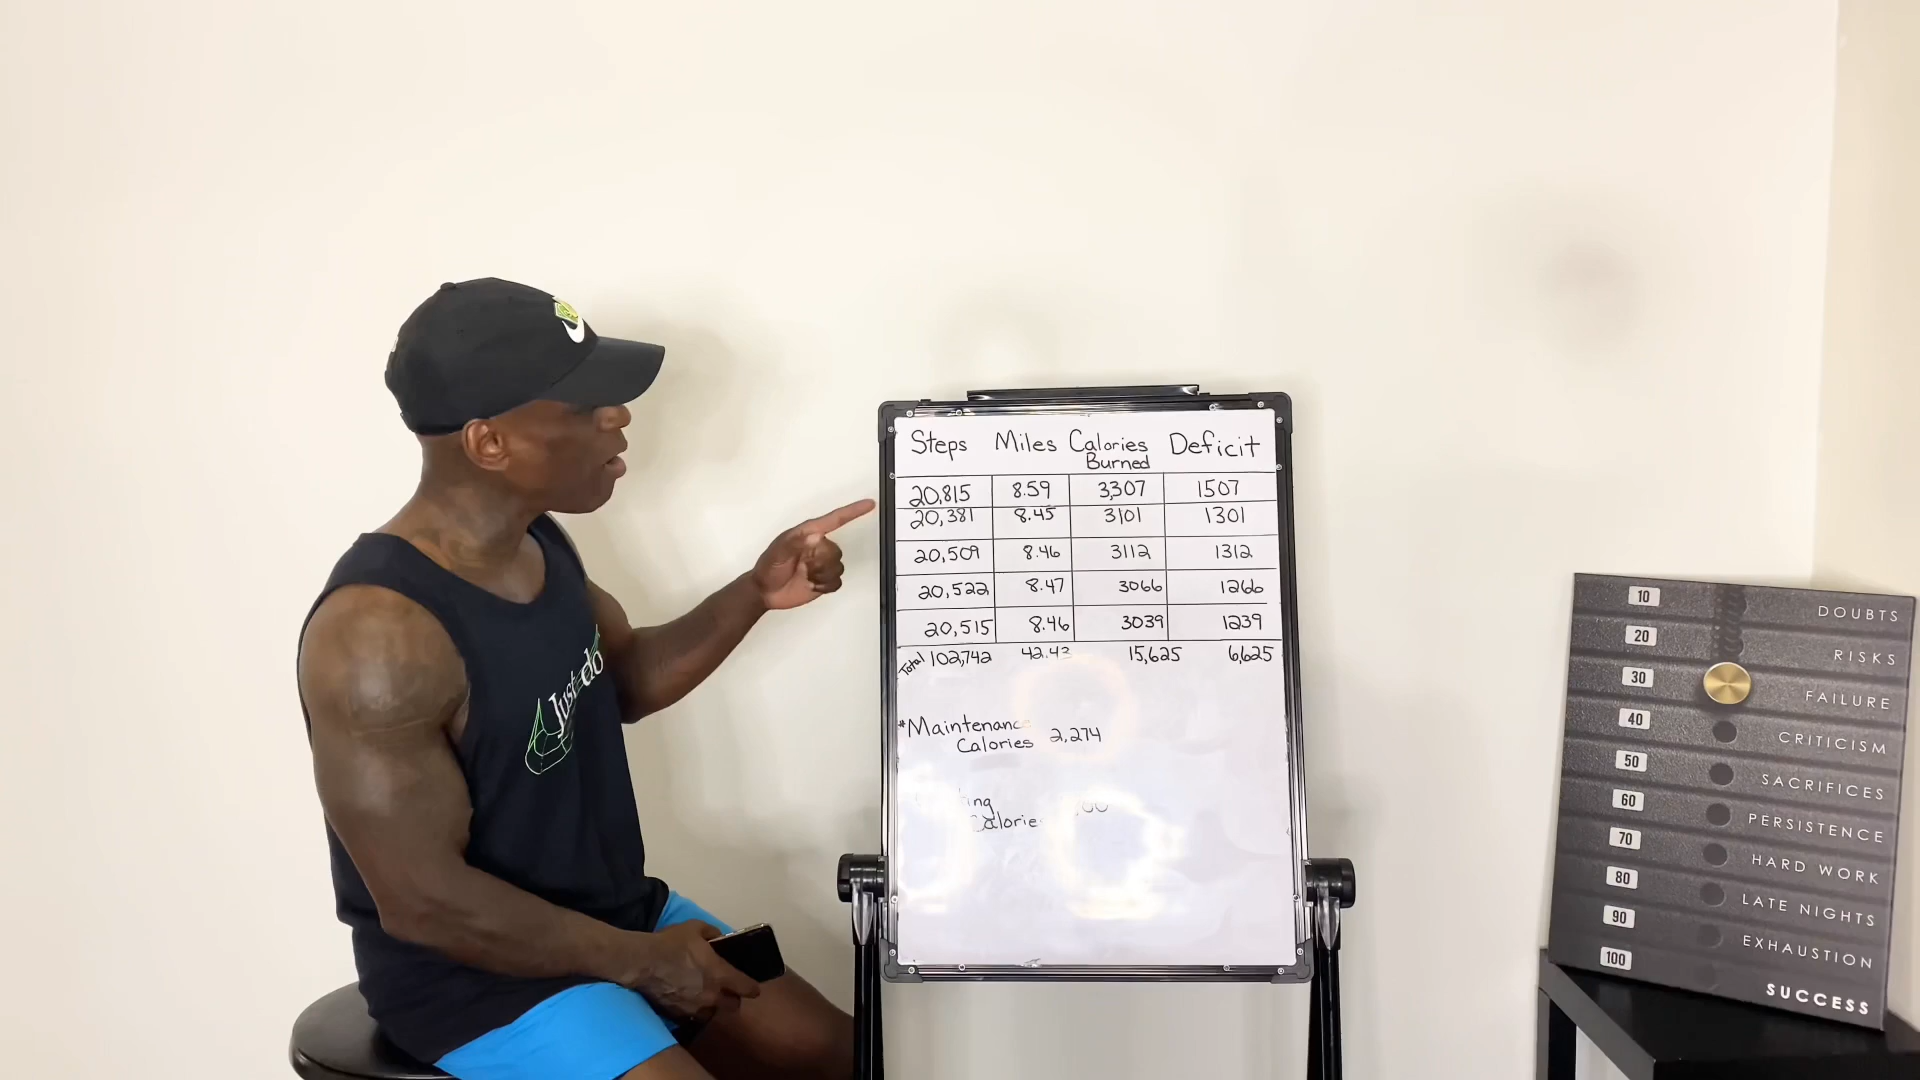 Steps Miles Calories Burned Deficit
20,815 8.59 3,307 1507
20,381 8.45 3101 1301
20,509 8.46 3112 1312
20,522 8.47 3066 1266
20,515 8.46 3039 1239
Total 102,742 42.43 15,625 6,625
*Maintenance
Calories 2,274
Just do
10 DOUBTS
20 RISKS
30 FAILURE
40 CRITICISM
50 SACRIFICES
60 PERSISTENCE
70 HARD WORK
80 LATE NIGHTS
90 EXHAUSTION
100 SUCCESS